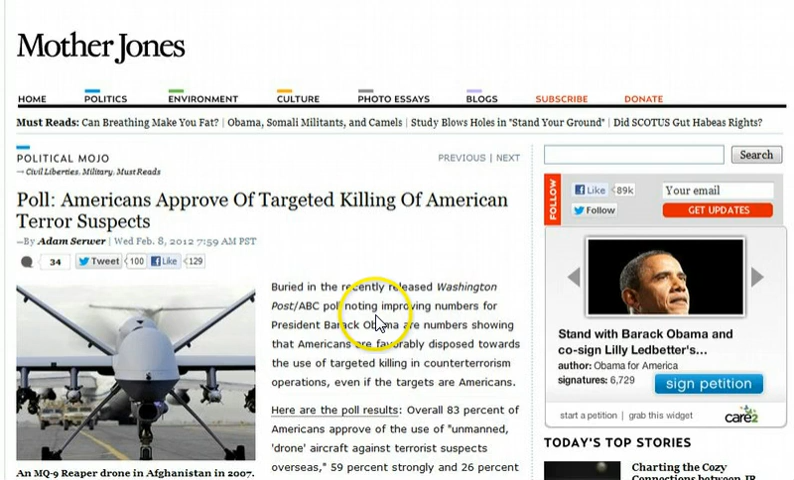 Mother Jones
HOME POLITICS ENVIRONMENT CULTURE PHOTO ESSAYS BLOGS SUBSCRIBE DONATE
Must Reads: Can Breathing Make You Fat? | Obama, Somali Militants, and Camels | Study Blows Holes in "Stand Your Ground" | Did SCOTUS Gut Habeas Rights?
POLITICAL MOJO
PREVIOUS | NEXT
→ Civil Liberties, Military, Must Reads
Poll: Americans Approve Of Targeted Killing Of American
Terror Suspects
—By Adam Serwer | Wed Feb. 8, 2012 7:59 AM PST
34 Tweet 100 Like 129
Buried in the recently released Washington
Post/ABC poll noting improving numbers for
President Barack Obama are numbers showing
that Americans are favorably disposed towards
the use of targeted killing in counterterrorism
operations, even if the targets are Americans.
Here are the poll results: Overall 83 percent of
Americans approve of the use of "unmanned,
'drone' aircraft against terrorist suspects
overseas," 59 percent strongly and 26 percent
An MQ-9 Reaper drone in Afghanistan in 2007.
Search
FOLLOW
Like 89k Your email
Follow GET UPDATES
Stand with Barack Obama and
co-sign Lilly Ledbetter's...
author: Obama for America
signatures: 6,729
sign petition
start a petition | grab this widget
care2
TODAY'S TOP STORIES
Charting the Cozy
Connections between JP